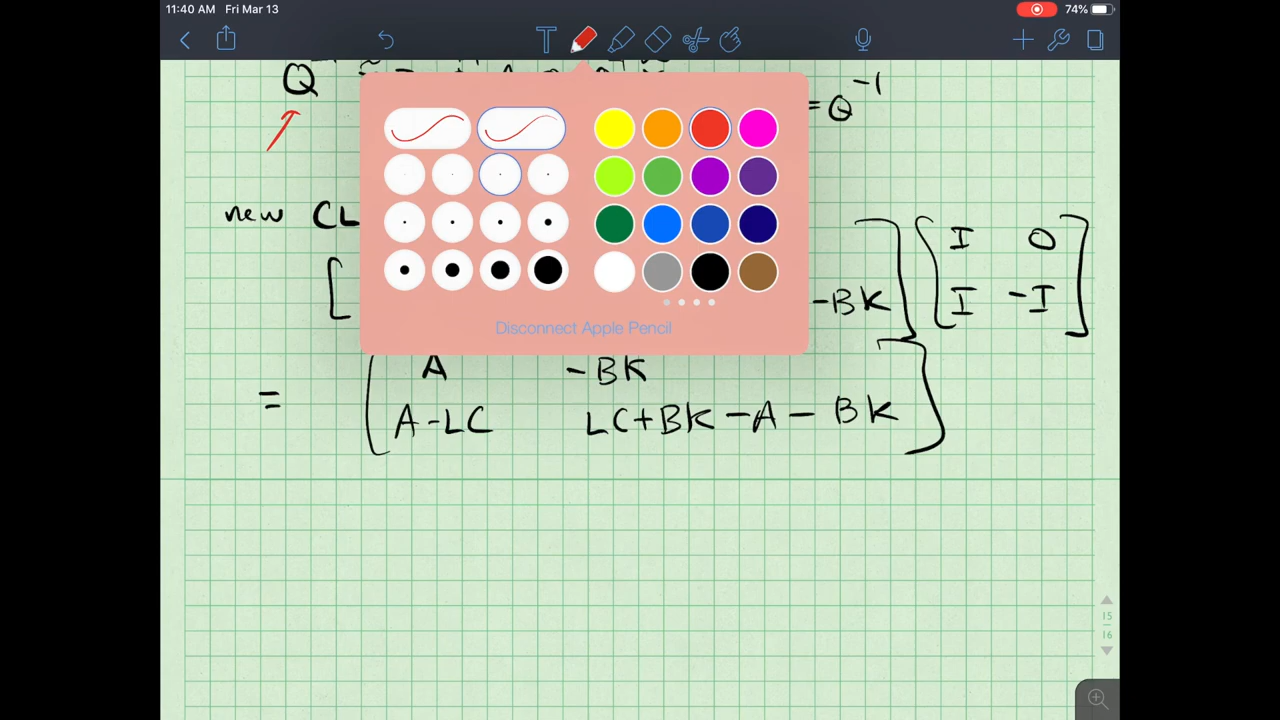 11:40 AM Fri Mar 13
74%
T
Q
= Q^-1
new CL
-BK
I 0
I -I
Disconnect Apple Pencil
A -BK
=
A-LC LC+BK-A-BK
15
16